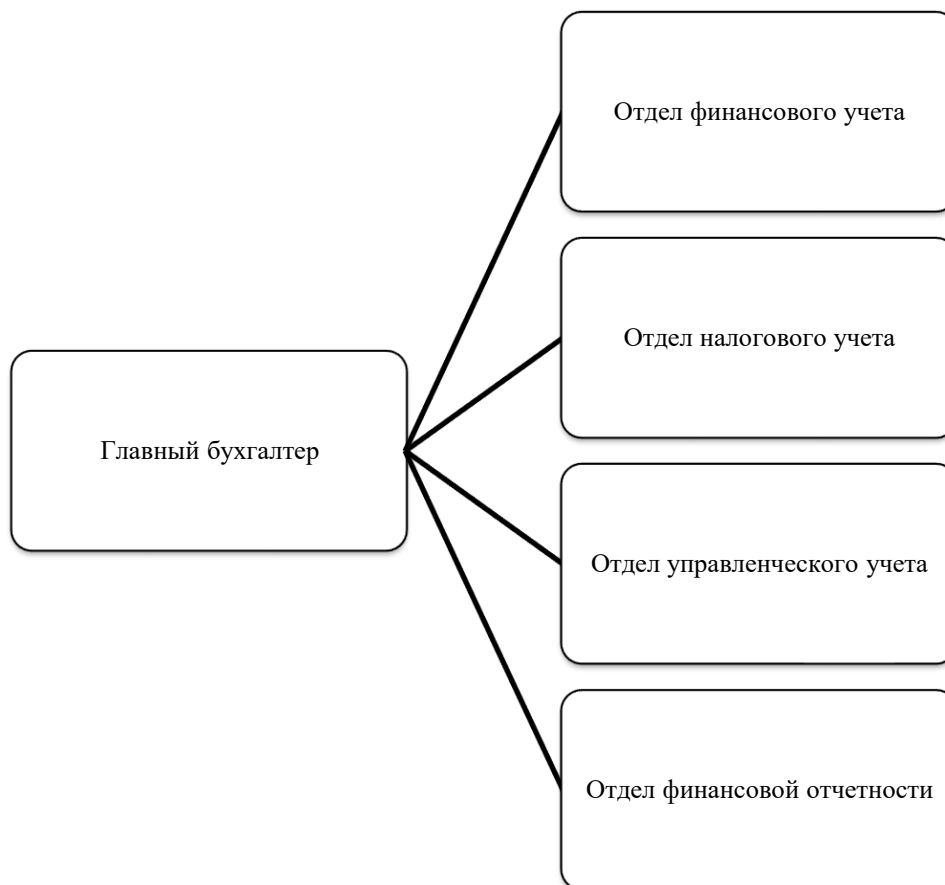 Отдел финансового учета
Отдел налогового учета
Главный бухгалтер
Отдел управленческого учета
Отдел финансовой отчетности